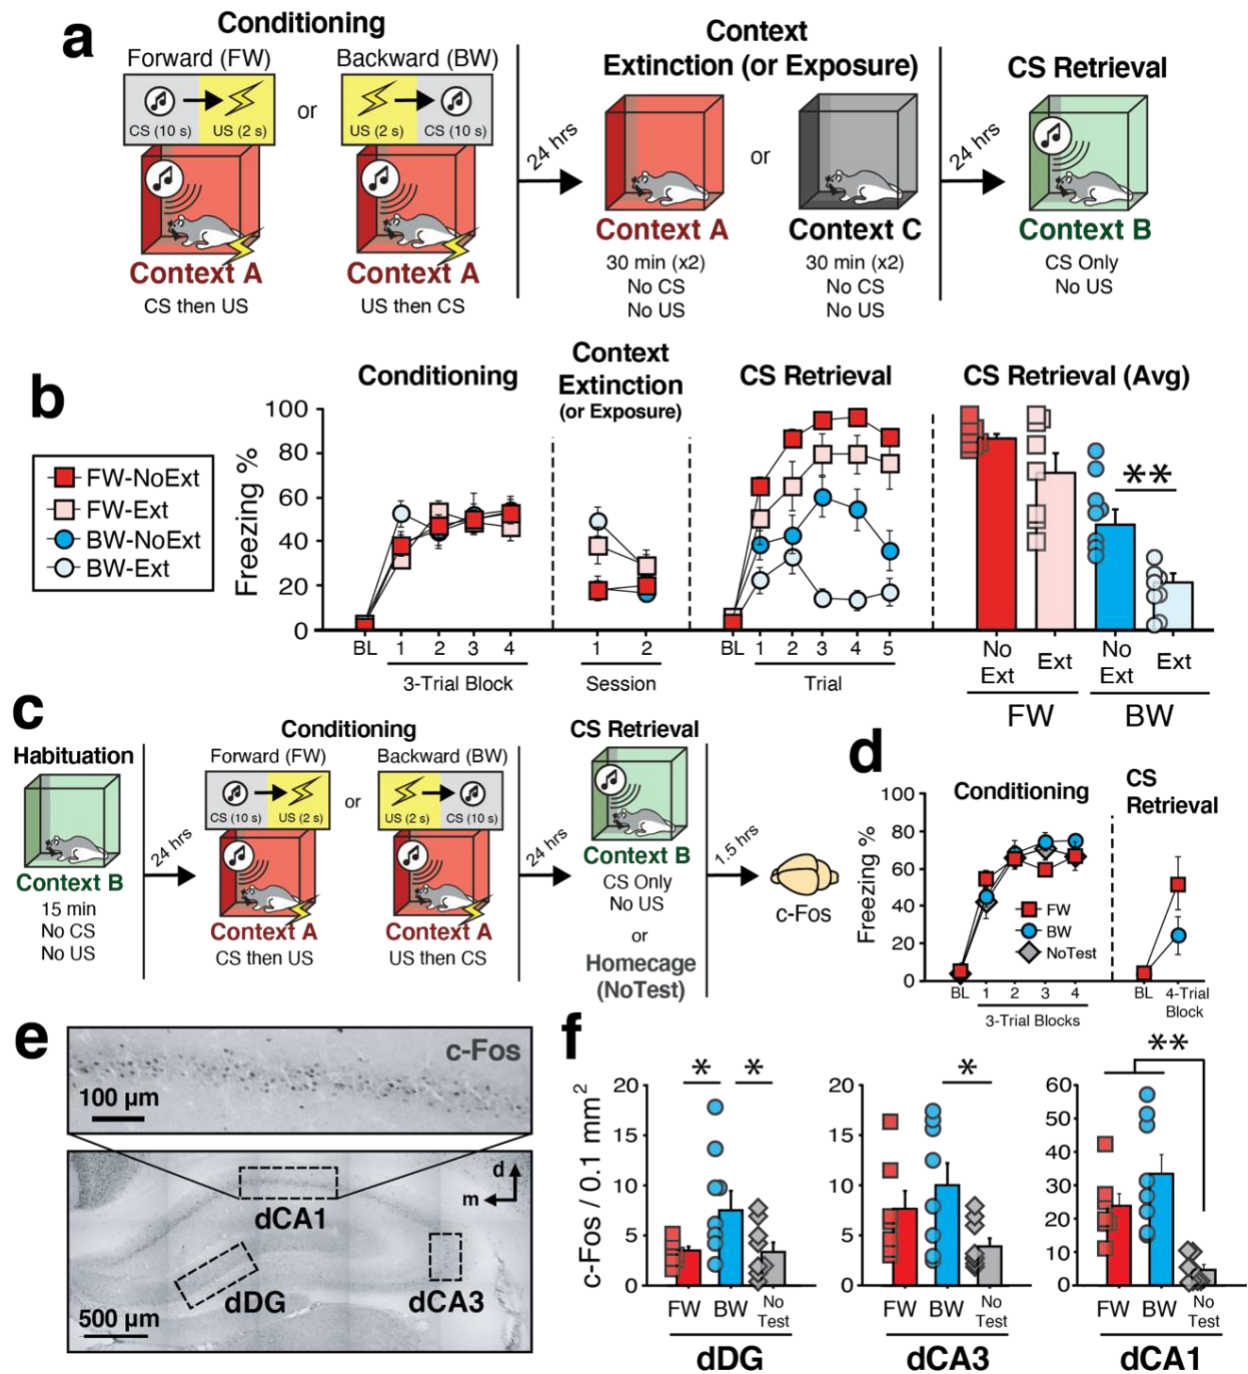 a
Conditioning
Forward (FW)
CS (10 s) US (2 s)
or
Backward (BW)
US (2 s) CS (10 s)
Context A
CS then US
Context A
US then CS
24 hrs
Context
Extinction (or Exposure)
Context A
30 min (x2)
No CS
No US
or
Context C
30 min (x2)
No CS
No US
24 hrs
CS Retrieval
Context B
CS Only
No US
b
FW-NoExt
FW-Ext
BW-NoExt
BW-Ext
Freezing %
100
80
60
40
20
0
Conditioning
BL 1 2 3 4
3-Trial Block
Context
Extinction
(or Exposure)
1 2
Session
CS Retrieval
BL 1 2 3 4 5
Trial
CS Retrieval (Avg)
**
No
Ext
Ext
No
Ext
Ext
FW
BW
c
Habituation
Context B
15 min
No CS
No US
24 hrs
Conditioning
Forward (FW)
CS (10 s) US (2 s)
or
Backward (BW)
US (2 s) CS (10 s)
Context A
CS then US
Context A
US then CS
24 hrs
CS Retrieval
Context B
CS Only
No US
or
Homecage
(NoTest)
1.5 hrs
c-Fos
d
Freezing %
100
80
60
40
20
0
Conditioning
FW
BW
NoTest
BL 1 2 3 4
3-Trial Blocks
CS
Retrieval
BL
4-Trial
Block
e
c-Fos
100 µm
d
m
dCA1
dDG
dCA3
500 µm
f
c-Fos / 0.1 mm2
20
15
10
5
0
* *
FW BW
No
Test
dDG
20
15
10
5
0
*
FW BW
No
Test
dCA3
60
50
40
30
20
10
0
**
FW BW
No
Test
dCA1